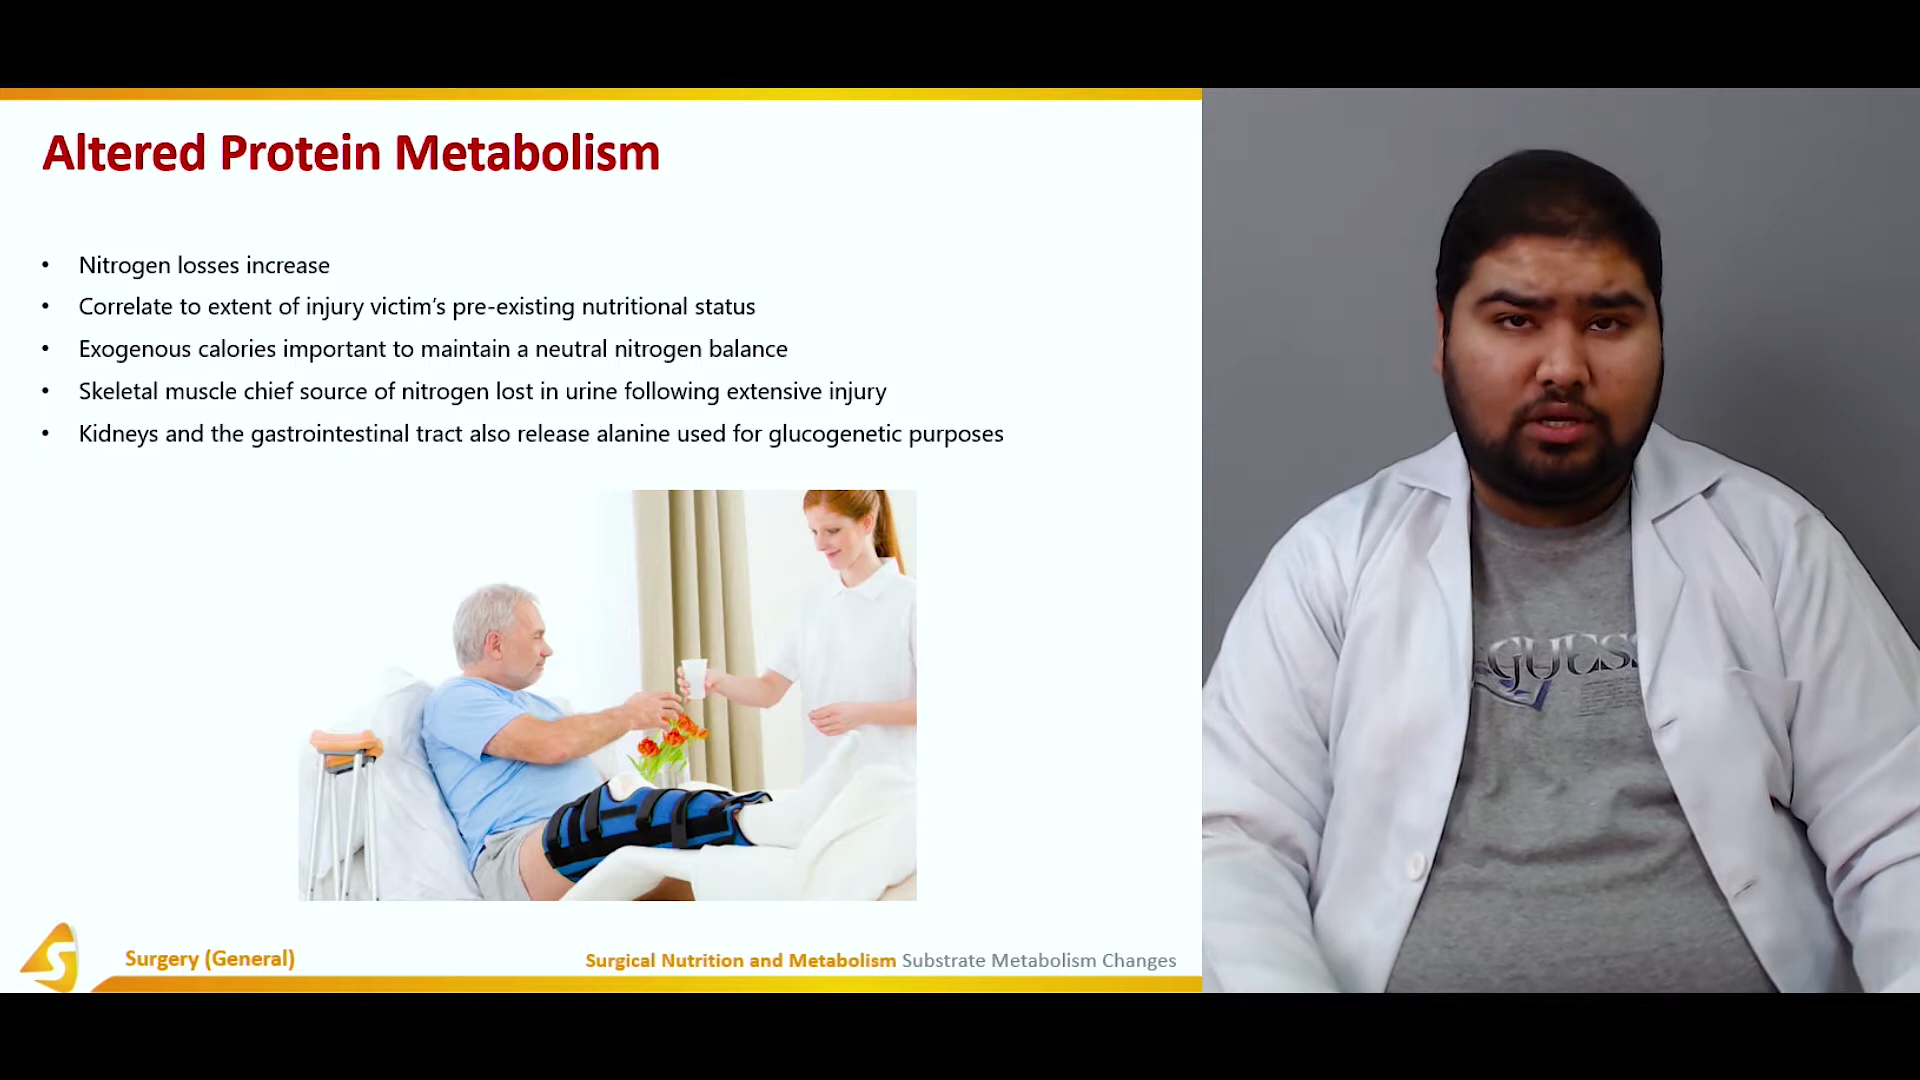 Altered Protein Metabolism
• Nitrogen losses increase
• Correlate to extent of injury victim's pre-existing nutritional status
• Exogenous calories important to maintain a neutral nitrogen balance
• Skeletal muscle chief source of nitrogen lost in urine following extensive injury
• Kidneys and the gastrointestinal tract also release alanine used for glucogenetic purposes
GUESS
S
Surgery (General)
Surgical Nutrition and Metabolism Substrate Metabolism Changes